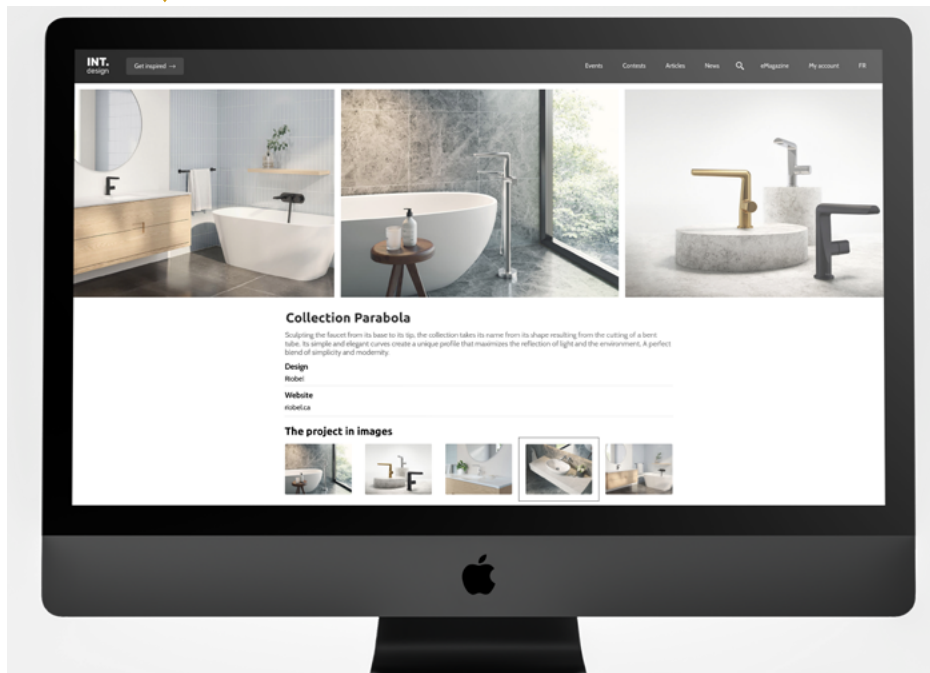 INT.
design
Get inspired →
Events
Contests
Articles
News
eMagazine
My account
FR
Collection Parabola
Sculpting the faucet from its base to its tip, the collection takes its name from its shape resulting from the cutting of a bent
tube. Its simple and elegant curves create a unique profile that maximizes the reflection of light and the environment. A perfect
blend of simplicity and modernity.
Design
Riobel
Website
riobel.ca
The project in images